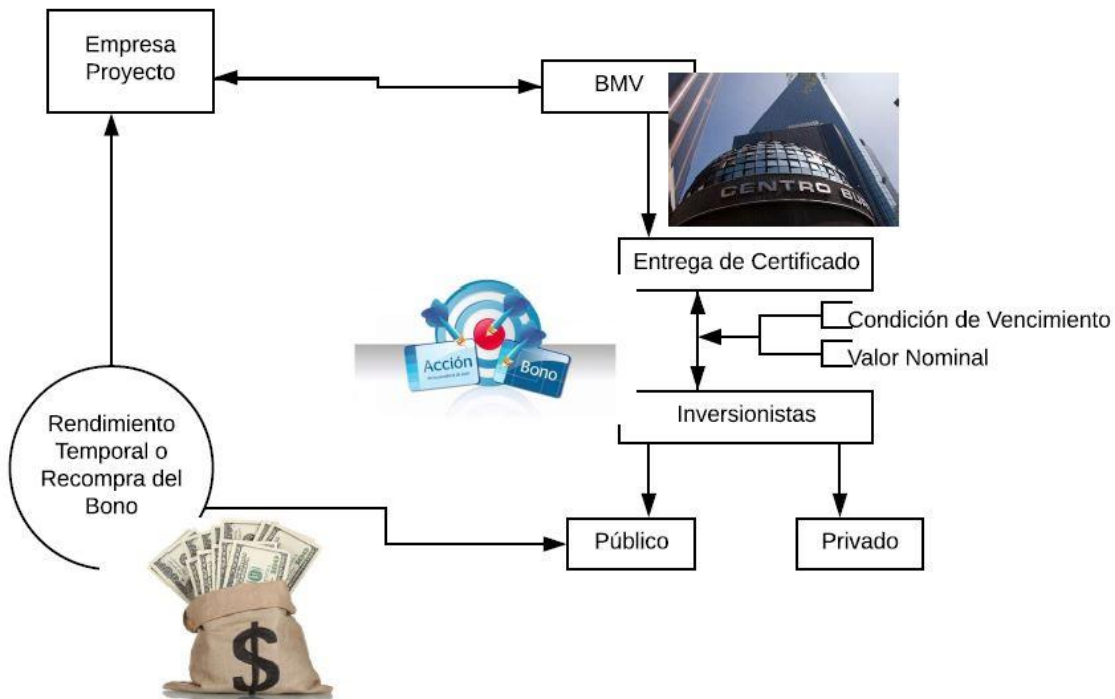 Empresa
Proyecto
BMV
CENTRO
Entrega de Certificado
Condición de Vencimiento
Valor Nominal
Acción
Bono
Inversionistas
Rendimiento
Temporal o
Recompra del
Bono
Público
Privado
$